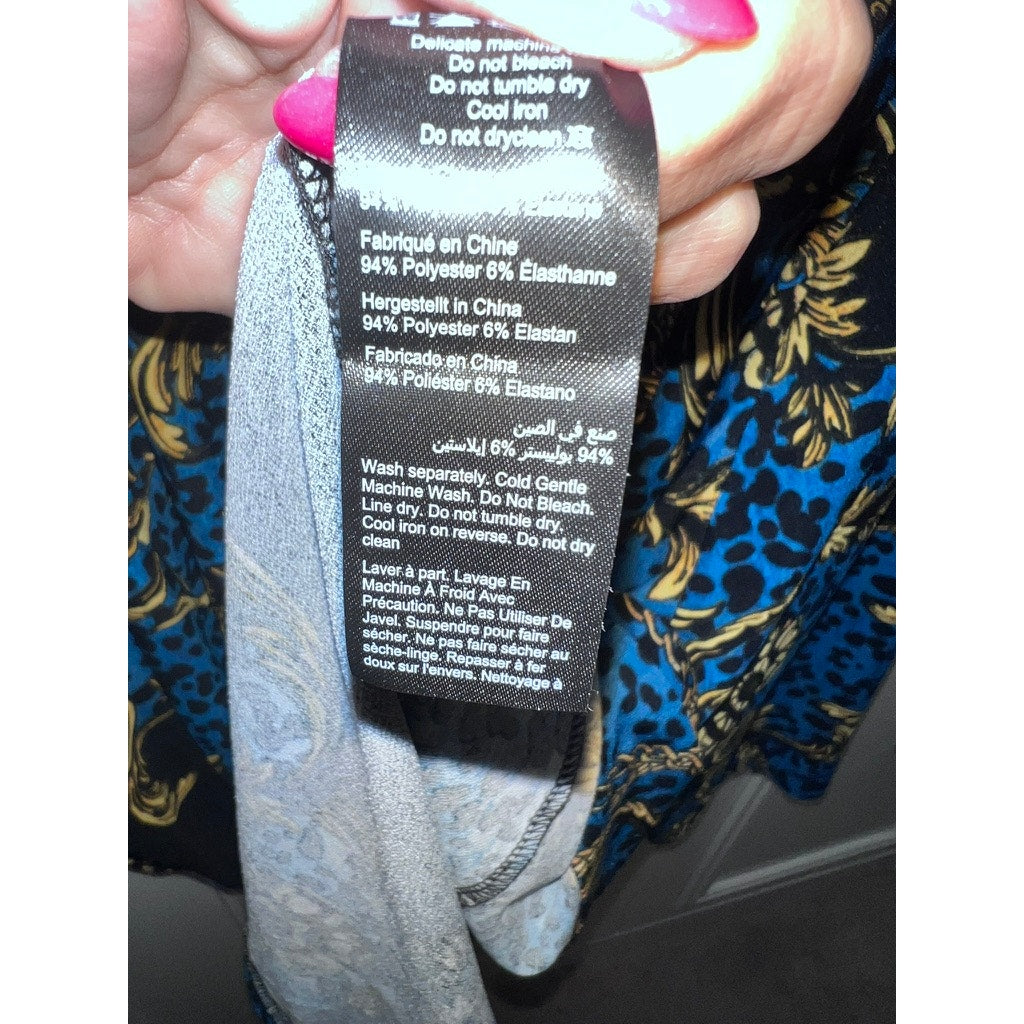 Delicate machine
Do not bleach
Do not tumble dry
Cool Iron
Do not dryclean
Fabriqué en Chine
94% Polyester 6% Élasthanne
Hergestellt in China
94% Polyester 6% Elastan
Fabricado en China
94% Poliéster 6% Elastano
صنع في الصين
94% بوليستر 6% إيلاستين
Wash separately. Cold Gentle
Machine Wash. Do Not Bleach.
Line dry. Do not tumble dry.
Cool iron on reverse. Do not dry
clean
Laver à part. Lavage En
Machine À Froid Avec
Précaution. Ne Pas Utiliser De
Javel. Suspendre pour faire
sécher. Ne pas faire sécher au
sèche-linge. Repasser à fer
doux sur l'envers. Nettoyage à